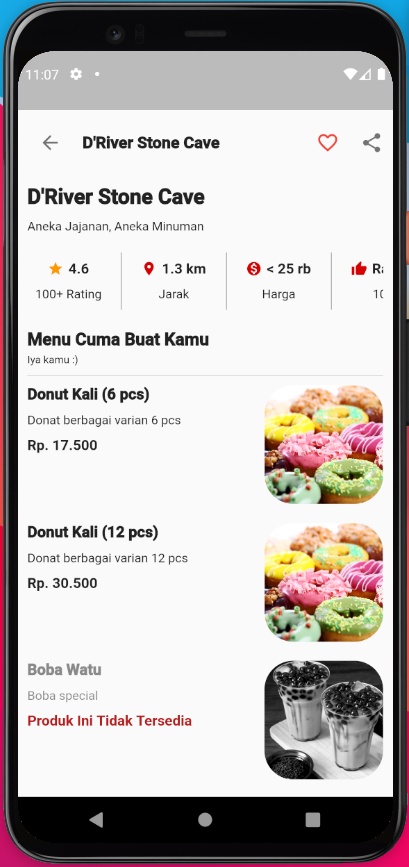 11:07
D'River Stone Cave
D'River Stone Cave
Aneka Jajanan, Aneka Minuman
4.6
100+ Rating
1.3 km
Jarak
< 25 rb
Harga
Menu Cuma Buat Kamu
Iya kamu :)
Donut Kali (6 pcs)
Donat berbagai varian 6 pcs
Rp. 17.500
Donut Kali (12 pcs)
Donat berbagai varian 12 pcs
Rp. 30.500
Boba Watu
Boba special
Produk Ini Tidak Tersedia